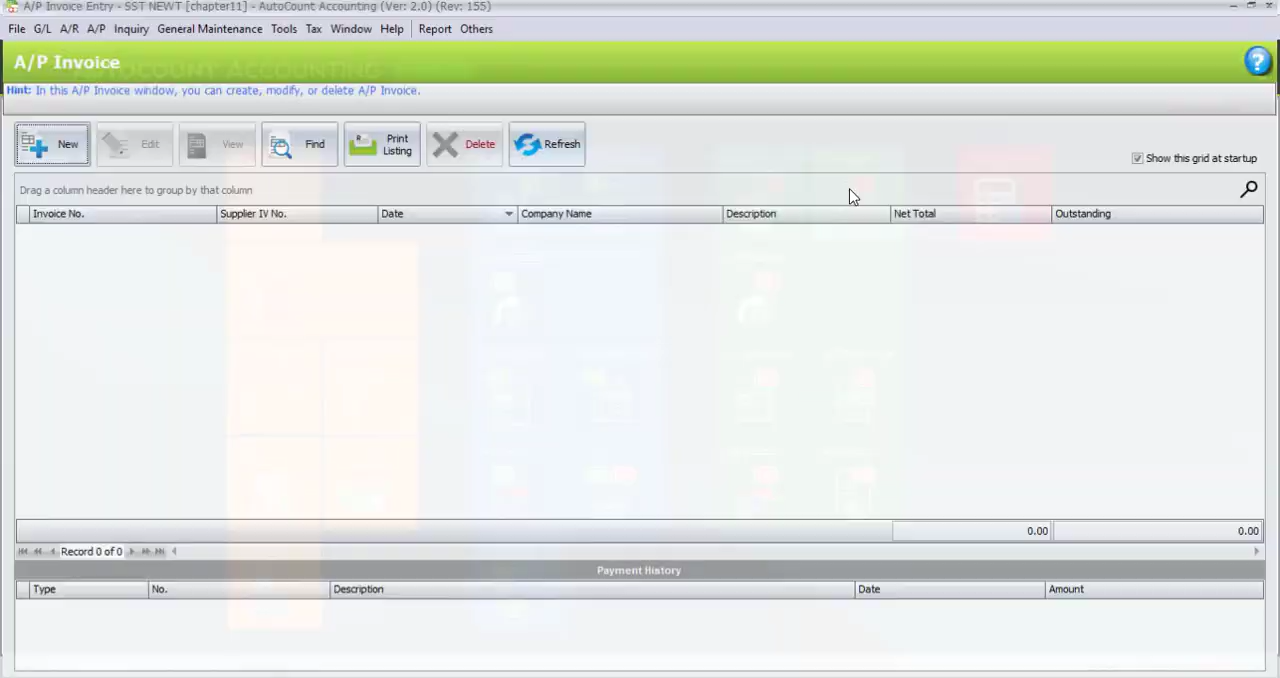 A/P Invoice Entry - SST NEWT [chapter11] - AutoCount Accounting (Ver: 2.0) (Rev: 155)
File G/L A/R A/P Inquiry General Maintenance Tools Tax Window Help Report Others
A/P Invoice
AUTOCOUNT ACCOUNTING
Hint: In this A/P Invoice window, you can create, modify, or delete A/P Invoice.
New Edit View Find Print Listing Delete Refresh
Show this grid at startup
Drag a column header here to group by that column
Invoice No. Supplier IV No. Date Company Name Description Net Total Outstanding
0.00 0.00
Record 0 of 0
Payment History
Type No. Description Date Amount